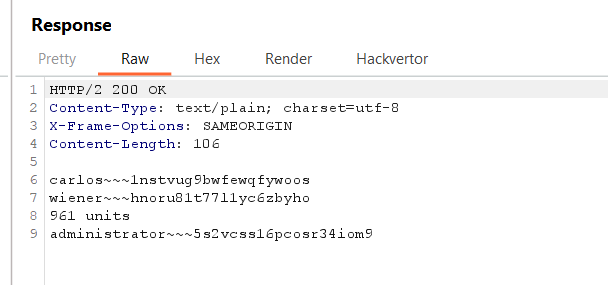 Response
Pretty Raw Hex Render Hackvertor
1 HTTP/2 200 OK
2 Content-Type: text/plain; charset=utf-8
3 X-Frame-Options: SAMEORIGIN
4 Content-Length: 106
5
6 carlos~~~1nstvug9bwfewqfywoos
7 wiener~~~hnoru81t77l1yc6zbyho
8 961 units
9 administrator~~~5s2vcss16pcosr34iom9